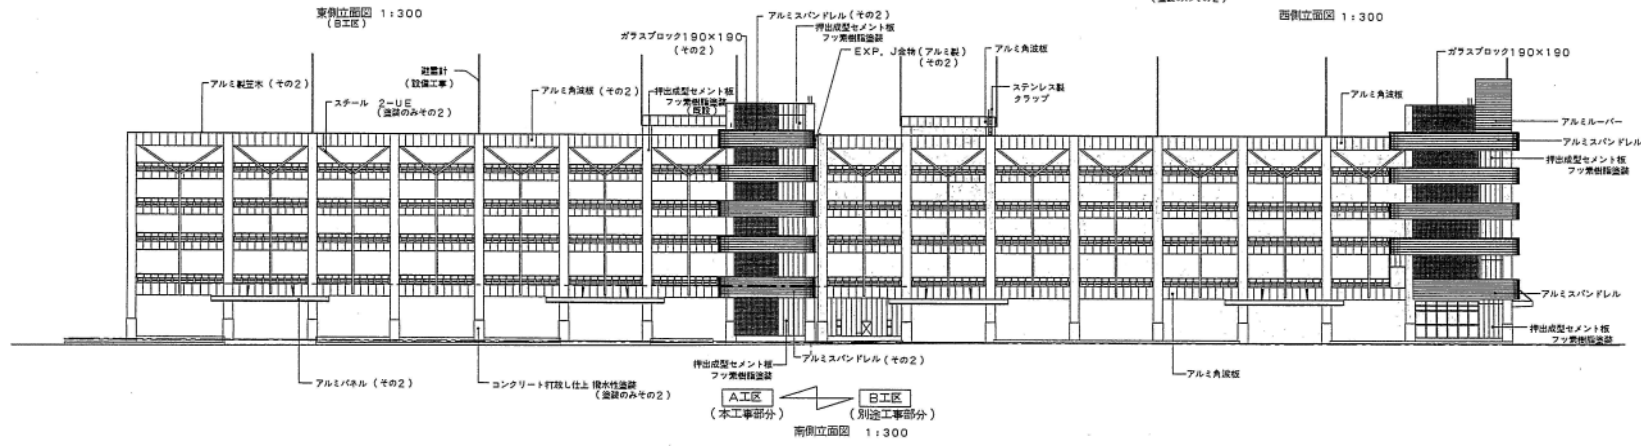 東側立面図 1:300
(B工区)
西側立面図 1:300
アルミスパンドレル(その2)
押出成型セメント板
フッ素樹脂塗装
ガラスブロック190×190
(その2)
EXP. J金物(アルミ製)
(その2)
アルミ角波板
ガラスブロック190×190
避雷針
(設備工事)
アルミ製笠木(その2)
スチール 2-UE
(塗装のみその2)
アルミ角波板(その2)
押出成型セメント板
フッ素樹脂塗装
(既設)
ステンレス製
クラップ
アルミ角波板
アルミルーバー
アルミスパンドレル
押出成型セメント板
フッ素樹脂塗装
アルミスパンドレル
押出成型セメント板
フッ素樹脂塗装
アルミパネル(その2)
コンクリート打放し仕上 撥水性塗装
(塗装のみその2)
押出成型セメント板
フッ素樹脂塗装
アルミスパンドレル(その2)
アルミ角波板
A工区
B工区
(本工事部分)
(別途工事部分)
南側立面図 1:300